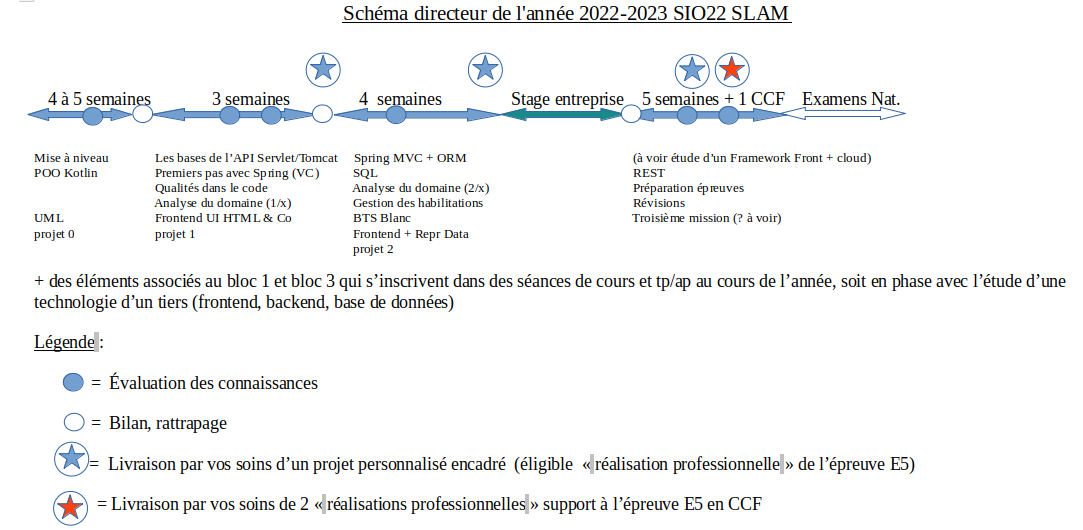 Schéma directeur de l'année 2022-2023 SIO22 SLAM
4 à 5 semaines 3 semaines 4 semaines Stage entreprise 5 semaines + 1 CCF Examens Nat.
Mise à niveau
POO Kotlin
UML
projet 0
Les bases de l'API Servlet/Tomcat
Premiers pas avec Spring (VC)
Qualités dans le code
Analyse du domaine (1/x)
Frontend UI HTML & Co
projet 1
Spring MVC + ORM
SQL
Analyse du domaine (2/x)
Gestion des habilitations
BTS Blanc
Frontend + Repr Data
projet 2
(à voir étude d'un Framework Front + cloud)
REST
Préparation épreuves
Révisions
Troisième mission (? à voir)
+ des éléments associés au bloc 1 et bloc 3 qui s'inscrivent dans des séances de cours et tp/ap au cours de l'année, soit en phase avec l'étude d'une
technologie d'un tiers (frontend, backend, base de données)
Légende :
= Évaluation des connaissances
= Bilan, rattrapage
= Livraison par vos soins d'un projet personnalisé encadré (éligible « réalisation professionnelle » de l'épreuve E5)
= Livraison par vos soins de 2 « réalisations professionnelles » support à l'épreuve E5 en CCF